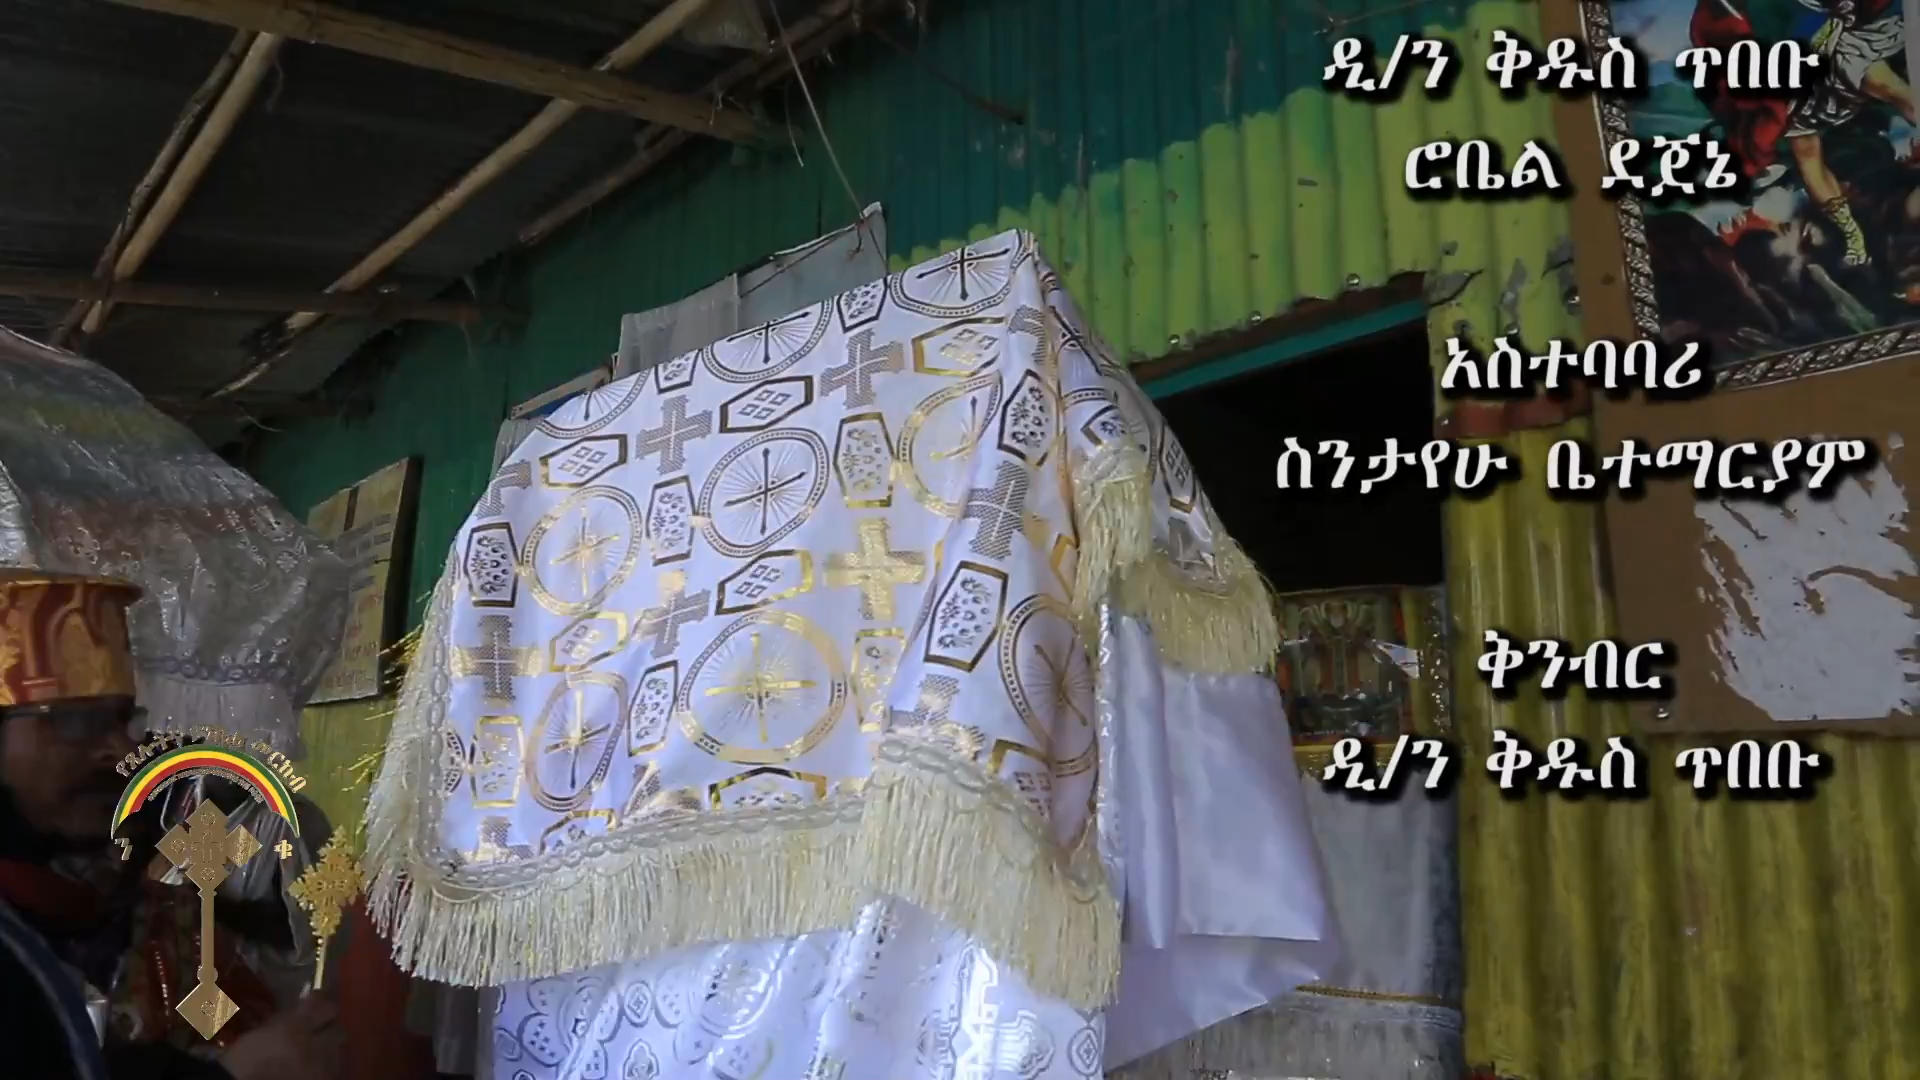 ዲ/ን ቅዱስ ጥበቡ
ሮቤል ደጀኔ
አስተባባሪ
ስንታየሁ ቤተማርያም
ቅንብር
ዲ/ን ቅዱስ ጥበቡ